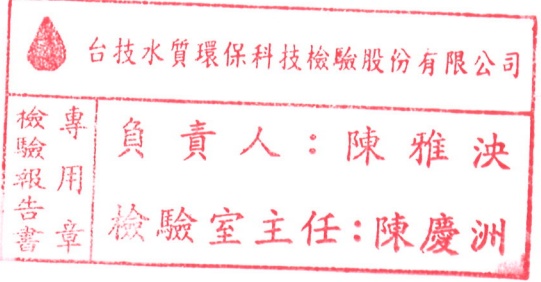 台技水質環保科技檢驗股份有限公司
檢驗報告書
專用章
負責人：陳雅泱
檢驗室主任：陳慶洲